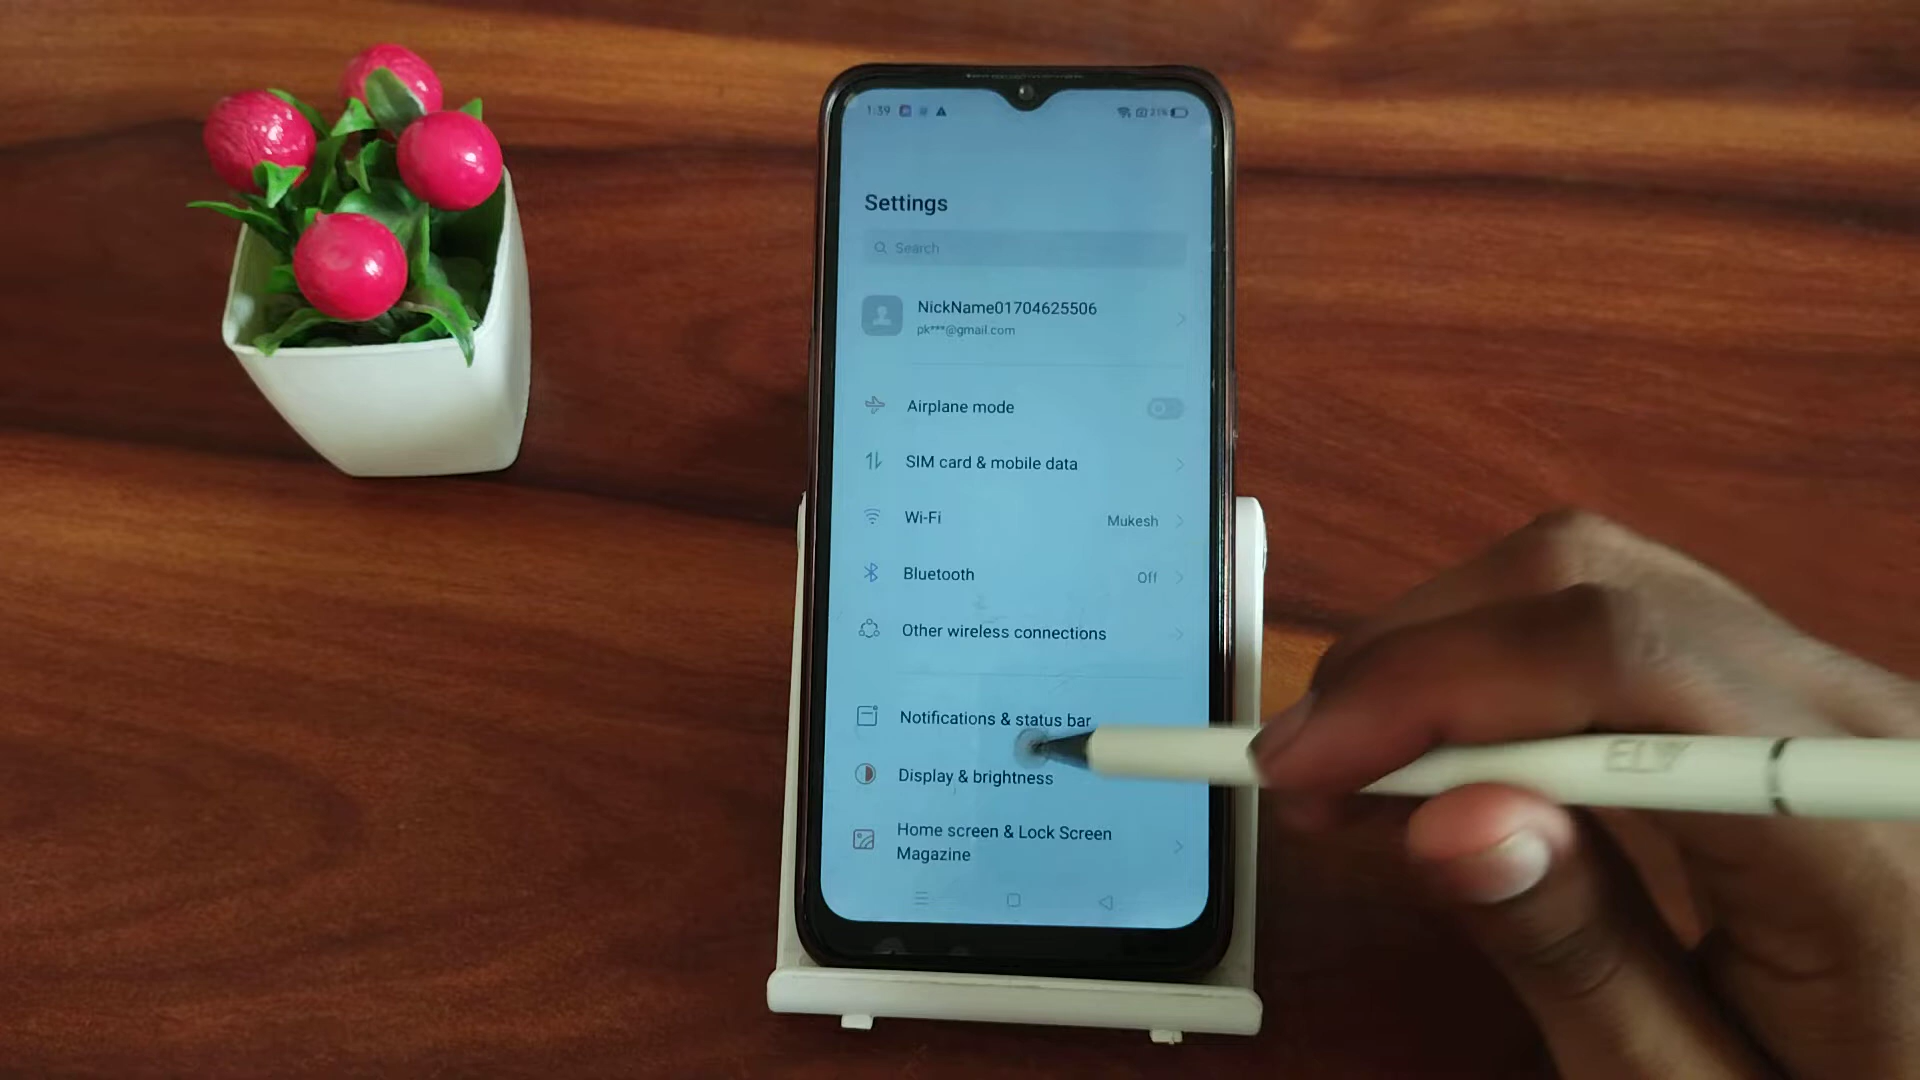 1:39
21%
Settings
Search
NickName01704625506
pk***@gmail.com
Airplane mode
SIM card & mobile data
Wi-Fi Mukesh
Bluetooth Off
Other wireless connections
Notifications & status bar
Display & brightness
Home screen & Lock Screen
Magazine